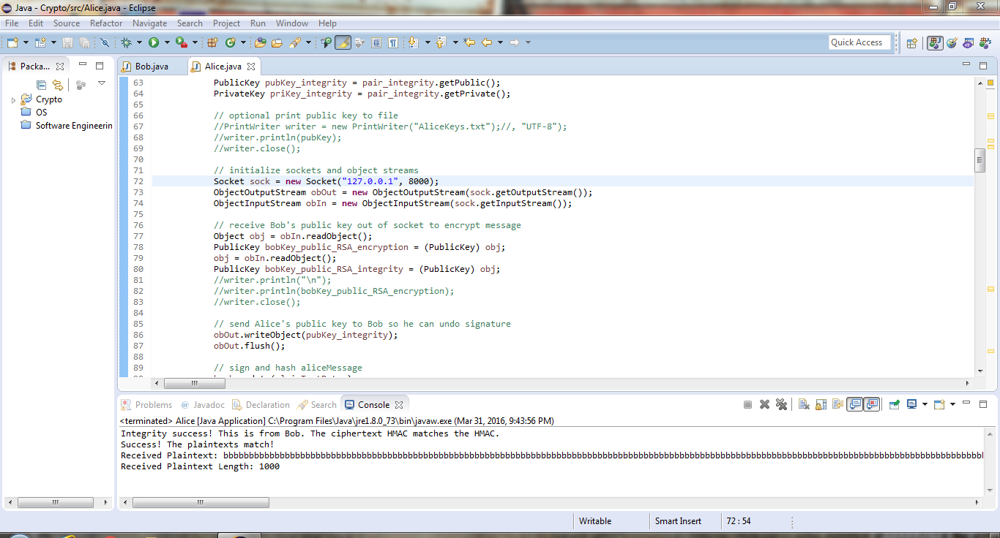 Java - Crypto/src/Alice.java - Eclipse
File Edit Source Refactor Navigate Search Project Run Window Help
Quick Access
Packa...
Crypto
OS
Software Engineerin
Bob.java Alice.java
63 PublicKey pubKey_integrity = pair_integrity.getPublic();
64 PrivateKey priKey_integrity = pair_integrity.getPrivate();
65
66 // optional print public key to file
67 //PrintWriter writer = new PrintWriter("AliceKeys.txt");//, "UTF-8");
68 //writer.println(pubKey);
69 //writer.close();
70
71 // initialize sockets and object streams
72 Socket sock = new Socket("127.0.0.1", 8000);
73 ObjectOutputStream obOut = new ObjectOutputStream(sock.getOutputStream());
74 ObjectInputStream obIn = new ObjectInputStream(sock.getInputStream());
75
76 // receive Bob's public key out of socket to encrypt message
77 Object obj = obIn.readObject();
78 PublicKey bobKey_public_RSA_encryption = (PublicKey) obj;
79 obj = obIn.readObject();
80 PublicKey bobKey_public_RSA_integrity = (PublicKey) obj;
81 //writer.println("\n");
82 //writer.println(bobKey_public_RSA_encryption);
83 //writer.close();
84
85 // send Alice's public key to Bob so he can undo signature
86 obOut.writeObject(pubKey_integrity);
87 obOut.flush();
88
89 // sign and hash aliceMessage
Problems Javadoc Declaration Search Console
<terminated> Alice [Java Application] C:\Program Files\Java\jre1.8.0_73\bin\javaw.exe (Mar 31, 2016, 9:43:56 PM)
Integrity success! This is from Bob. The ciphertext HMAC matches the HMAC.
Success! The plaintexts match!
Received Plaintext: bbbbbbbbbbbbbbbbbbbbbbbbbbbbbbbbbbbbbbbbbbbbbbbbbbbbbbbbbbbbbbbbbbbbbbbbbbbbbbbbbbbbbbbbbbbbbbbbbbbbbbbbbbbbbbbbbbbbbbbbbbbbbbbbbbbbbbbbbbbbbbbbbbbb
Received Plaintext Length: 1000
Writable Smart Insert 72 : 54